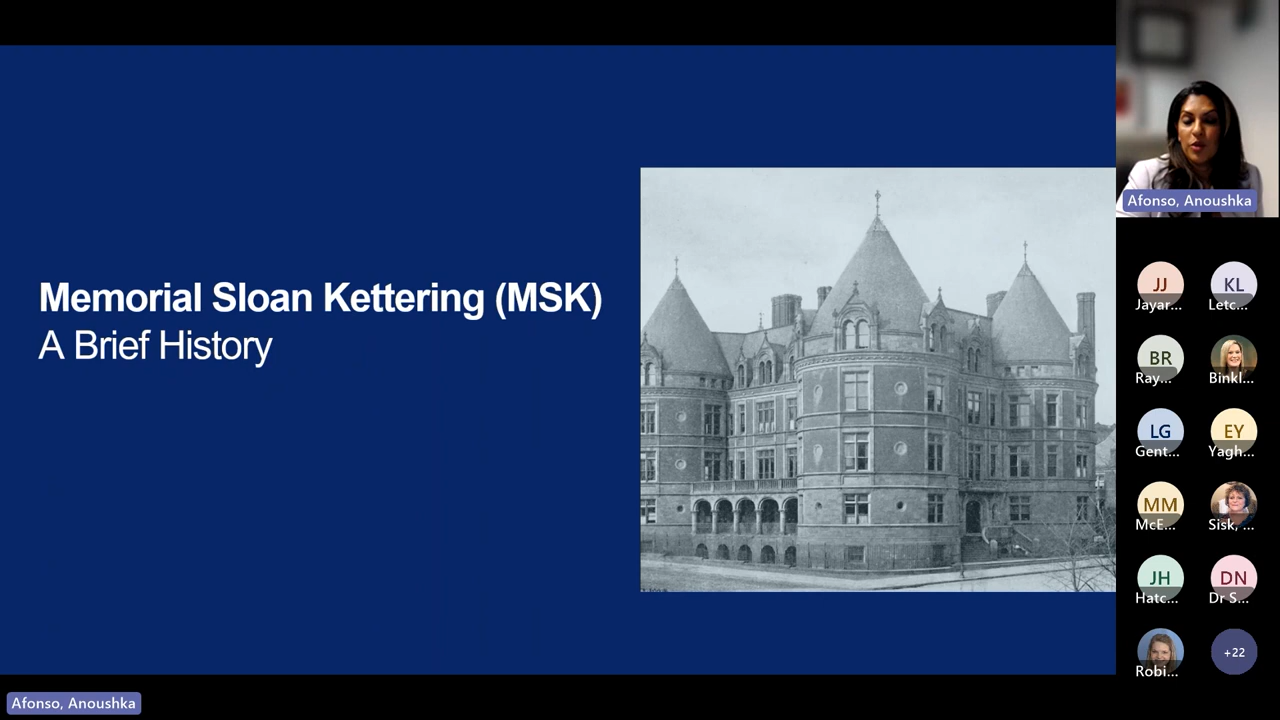 Memorial Sloan Kettering (MSK)
A Brief History
Afonso, Anoushka
JJ
Jayar...
KL
Letc...
BR
Ray...
Binkl...
LG
Gent...
EY
Yagh...
MM
McE...
Sisk, ...
JH
Hatc...
DN
Dr S...
Robi...
+22
Afonso, Anoushka